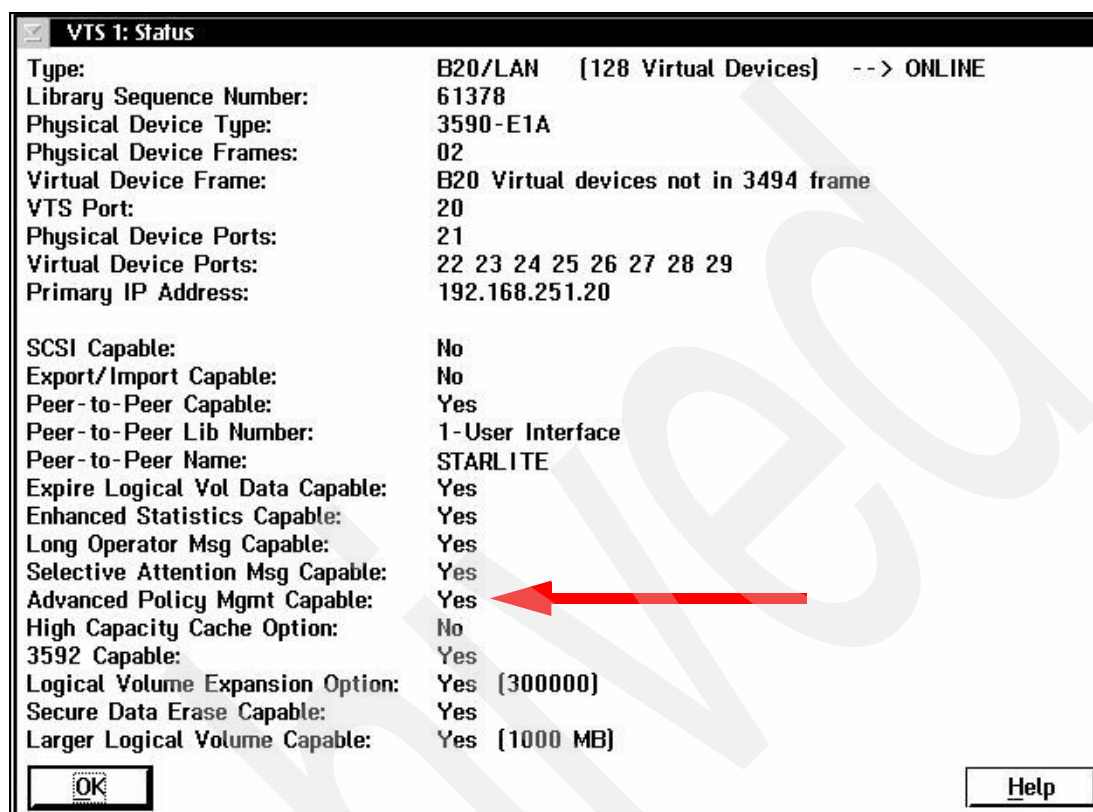 VTS 1: Status
Type: B20/LAN (128 Virtual Devices) --> ONLINE
Library Sequence Number: 61378
Physical Device Type: 3590-E1A
Physical Device Frames: 02
Virtual Device Frame: B20 Virtual devices not in 3494 frame
VTS Port: 20
Physical Device Ports: 21
Virtual Device Ports: 22 23 24 25 26 27 28 29
Primary IP Address: 192.168.251.20
SCSI Capable: No
Export/Import Capable: No
Peer-to-Peer Capable: Yes
Peer-to-Peer Lib Number: 1-User Interface
Peer-to-Peer Name: STARLITE
Expire Logical Vol Data Capable: Yes
Enhanced Statistics Capable: Yes
Long Operator Msg Capable: Yes
Selective Attention Msg Capable: Yes
Advanced Policy Mgmt Capable: Yes
High Capacity Cache Option: No
3592 Capable: Yes
Logical Volume Expansion Option: Yes (300000)
Secure Data Erase Capable: Yes
Larger Logical Volume Capable: Yes (1000 MB)
OK Help